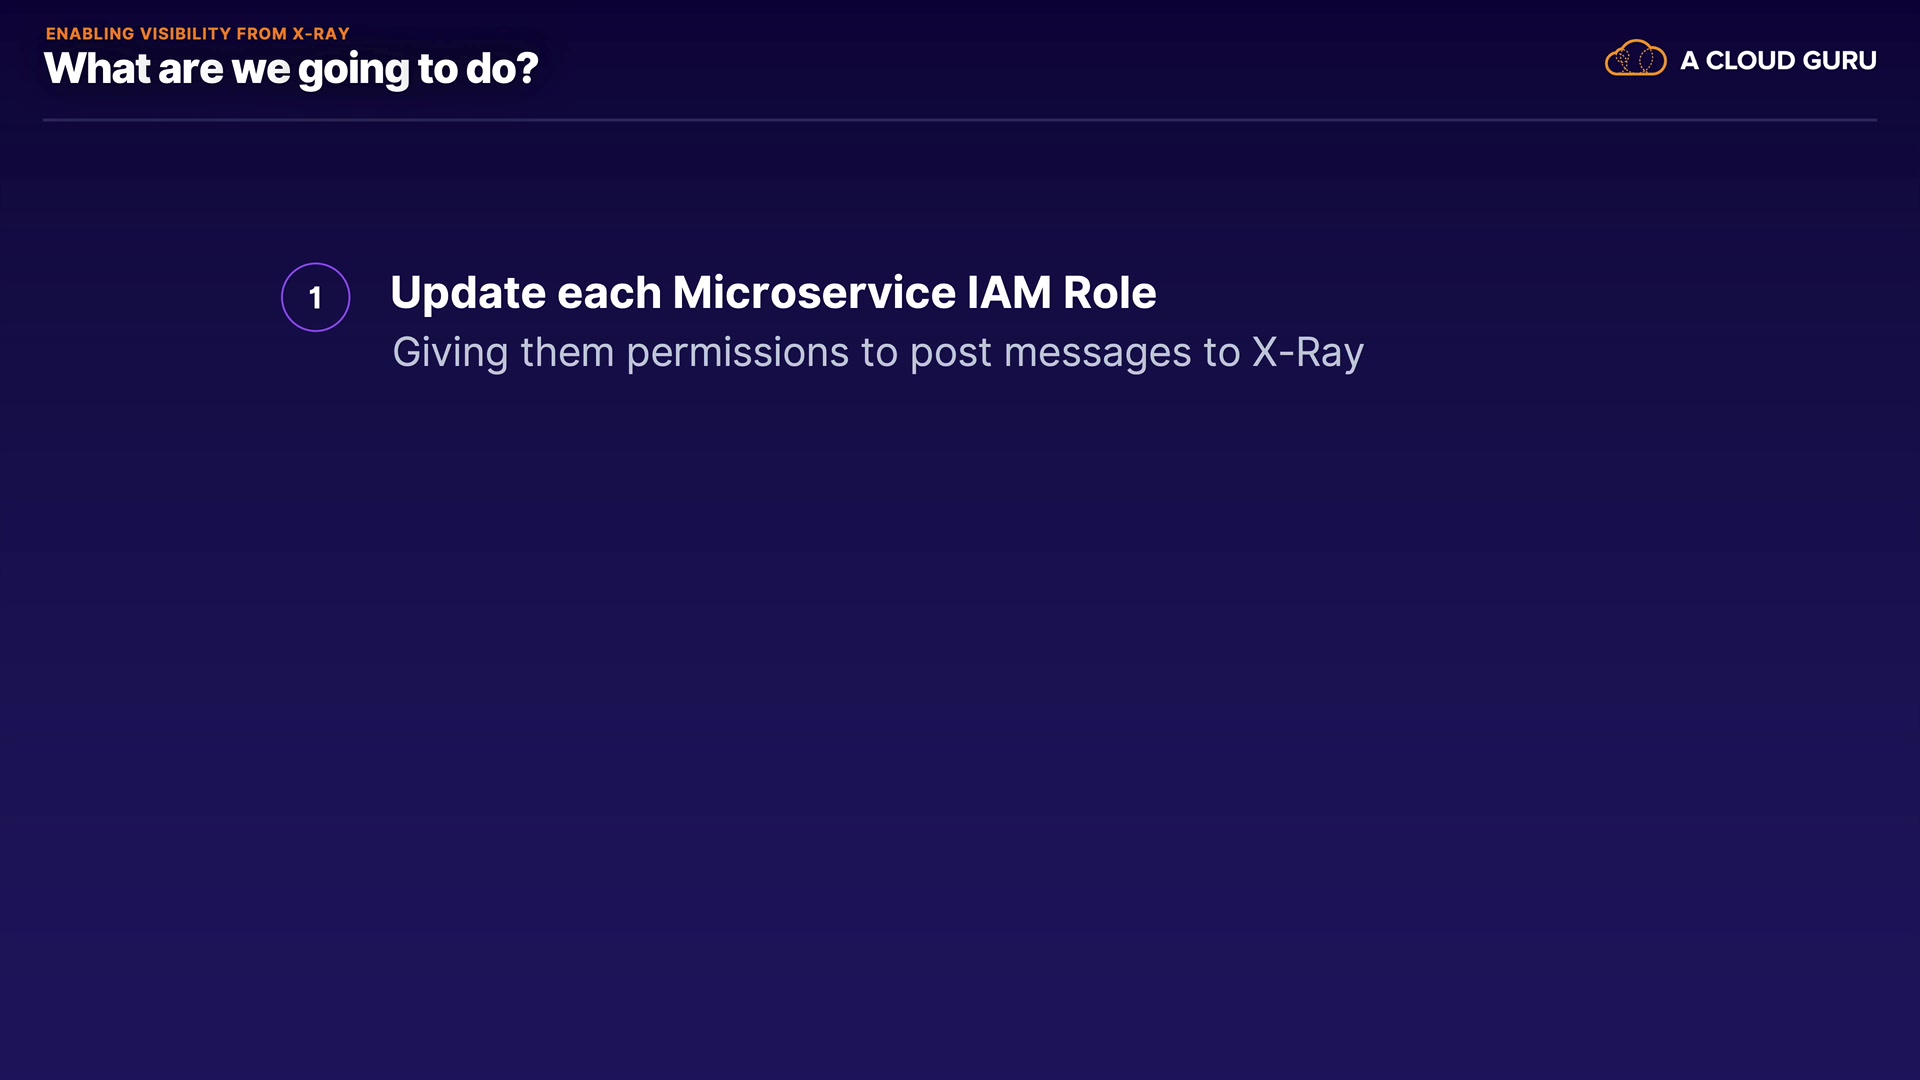 ENABLING VISIBILITY FROM X-RAY
What are we going to do?
A CLOUD GURU
1
Update each Microservice IAM Role
Giving them permissions to post messages to X-Ray